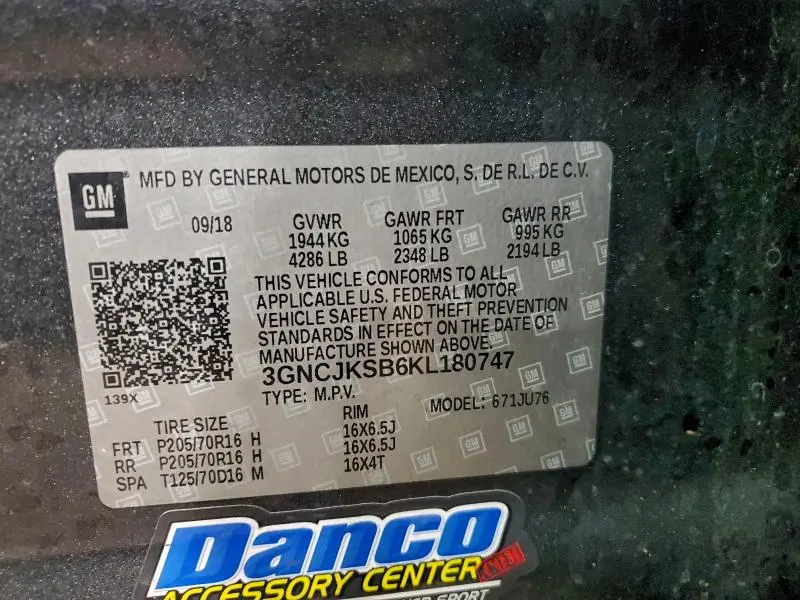 GM
MFD BY GENERAL MOTORS DE MEXICO, S. DE R.L. DE C.V.
09/18 GVWR GAWR FRT GAWR RR
1944 KG 1065 KG 995 KG
4286 LB 2348 LB 2194 LB
THIS VEHICLE CONFORMS TO ALL
APPLICABLE U.S. FEDERAL MOTOR
VEHICLE SAFETY AND THEFT PREVENTION
STANDARDS IN EFFECT ON THE DATE OF
MANUFACTURE SHOWN ABOVE.
3GNCJKSB6KL180747
139X
TYPE: M.P.V. MODEL: 671JU76
TIRE SIZE RIM
FRT P205/70R16 H 16X6.5J
RR P205/70R16 H 16X6.5J
SPA T125/70D16 M 16X4T
Danco
ACCESSORY CENTER
SPORT